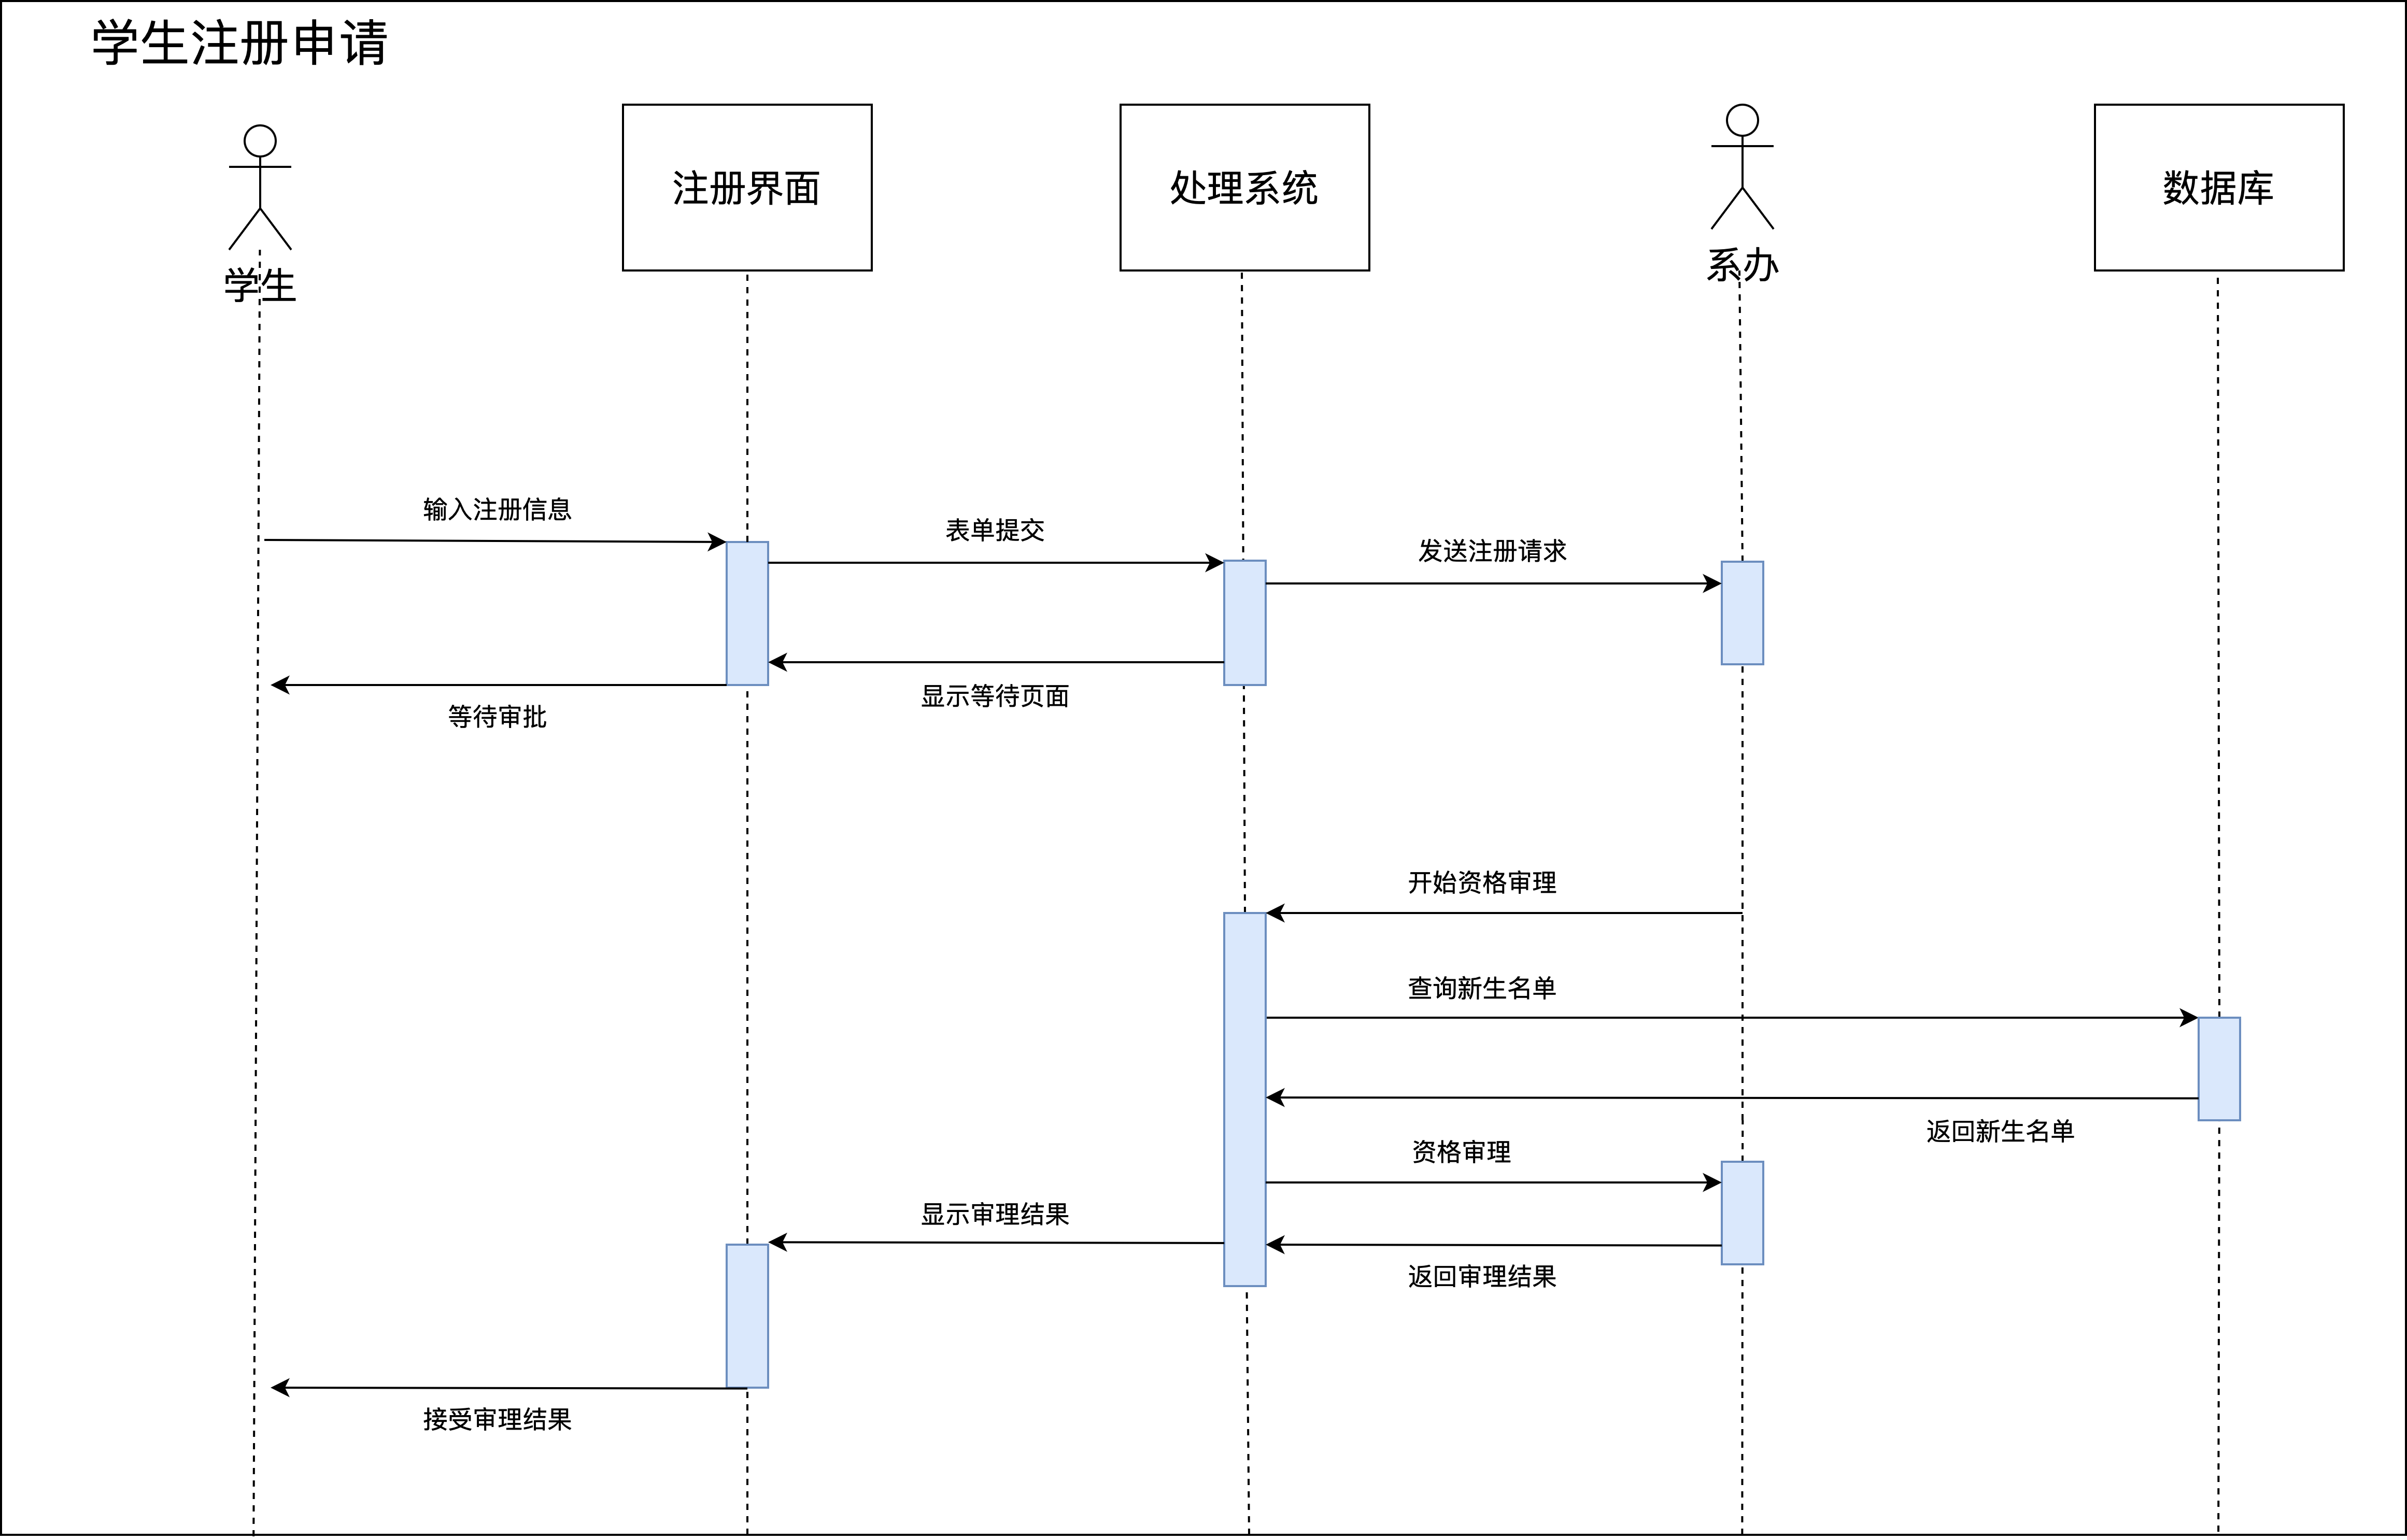 学生注册申请
学生
注册界面
处理系统
系办
数据库
输入注册信息
表单提交
发送注册请求
显示等待页面
等待审批
开始资格审理
查询新生名单
返回新生名单
资格审理
显示审理结果
返回审理结果
接受审理结果